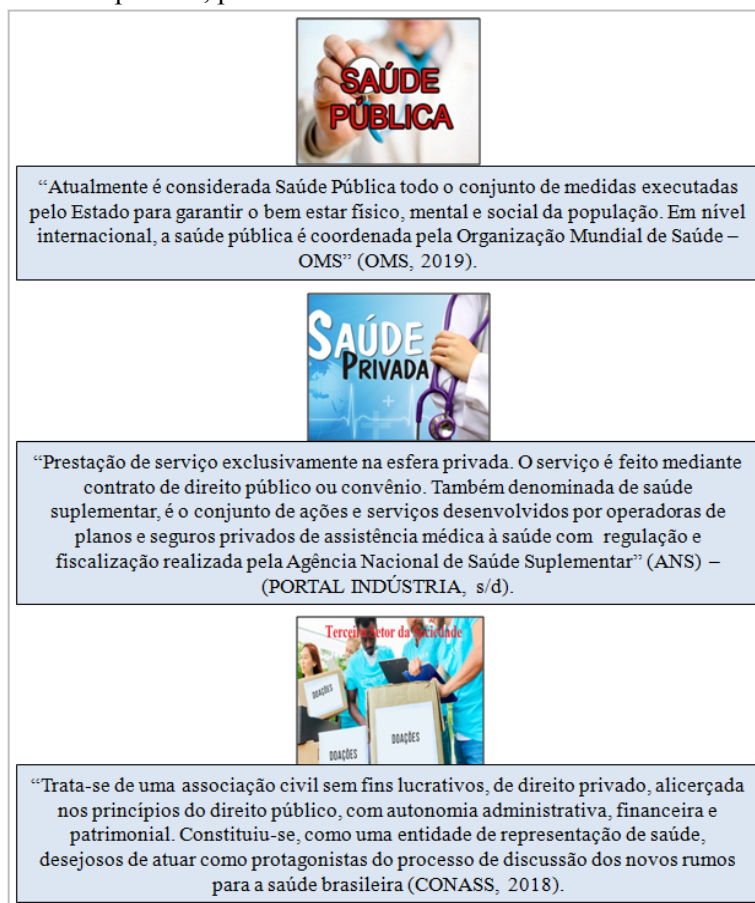 SAÚDE
PÚBLICA
“Atualmente é considerada Saúde Pública todo o conjunto de medidas executadas
pelo Estado para garantir o bem estar físico, mental e social da população. Em nível
internacional, a saúde pública é coordenada pela Organização Mundial de Saúde –
OMS” (OMS, 2019).
SAÚDE
PRIVADA
“Prestação de serviço exclusivamente na esfera privada. O serviço é feito mediante
contrato de direito público ou convênio. Também denominada de saúde
suplementar, é o conjunto de ações e serviços desenvolvidos por operadoras de
planos e seguros privados de assistência médica à saúde com regulação e
fiscalização realizada pela Agência Nacional de Saúde Suplementar” (ANS) –
(PORTAL INDÚSTRIA, s/d).
Terceiro Setor da Sociedade
DOAÇÕES
DOAÇÕES
DOAÇÕES
“Trata-se de uma associação civil sem fins lucrativos, de direito privado, alicerçada
nos princípios do direito público, com autonomia administrativa, financeira e
patrimonial. Constituiu-se, como uma entidade de representação de saúde,
desejosos de atuar como protagonistas do processo de discussão dos novos rumos
para a saúde brasileira (CONASS, 2018).